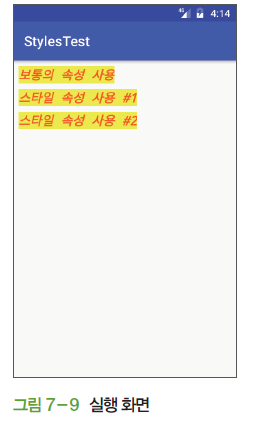 4G 4:14
StylesTest
보통의 속성 사용
스타일 속성 사용 #1
스타일 속성 사용 #2
그림 7-9 실행 화면